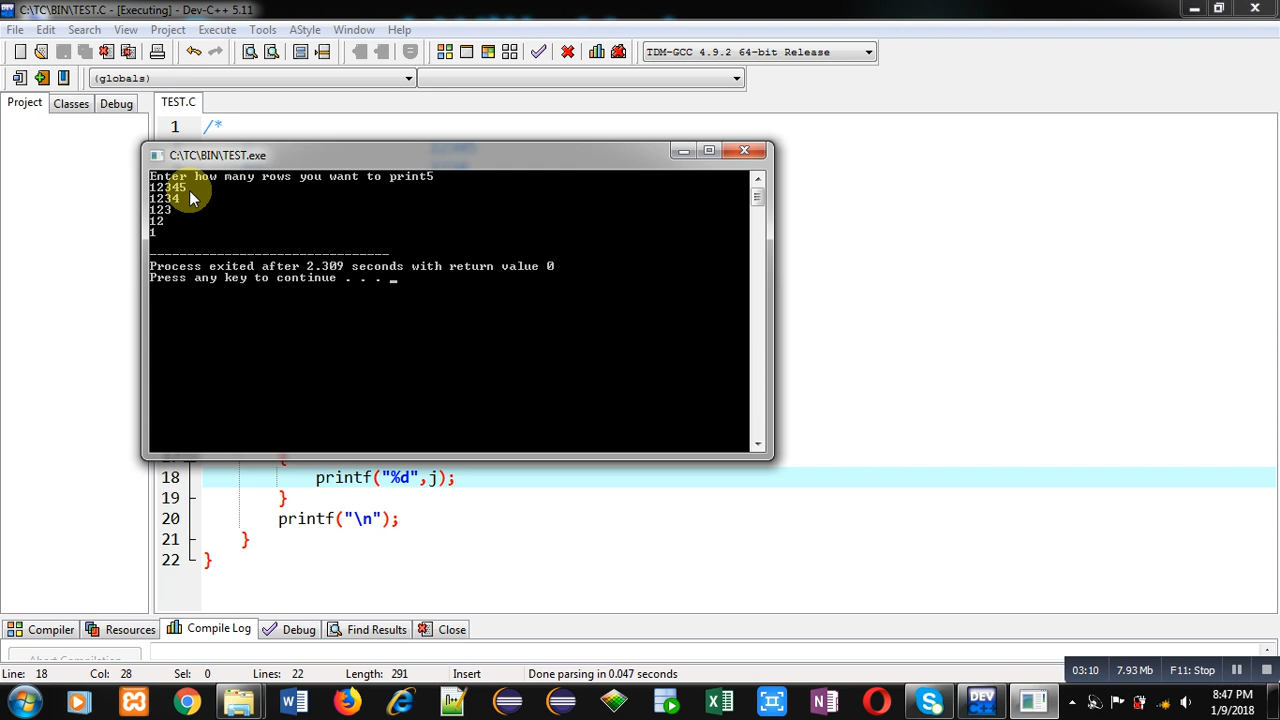 C:\TC\BIN\TEST.C - [Executing] - Dev-C++ 5.11
File Edit Search View Project Execute Tools AStyle Window Help
TDM-GCC 4.9.2 64-bit Release
(globals)
Project Classes Debug
TEST.C
1 /*
C:\TC\BIN\TEST.exe
Enter how many rows you want to print5
12345
1234
123
12
1
--------------------------------
Process exited after 2.309 seconds with return value 0
Press any key to continue . . . _
{
18 printf("%d",j);
19 }
20 printf("\n");
21 }
22 }
Compiler Resources Compile Log Debug Find Results Close
Abort Compilation
Line: 18 Col: 28 Sel: 0 Lines: 22 Length: 291 Insert Done parsing in 0.047 seconds
03:10 7.93 Mb F11: Stop
DEV
8:47 PM
1/9/2018